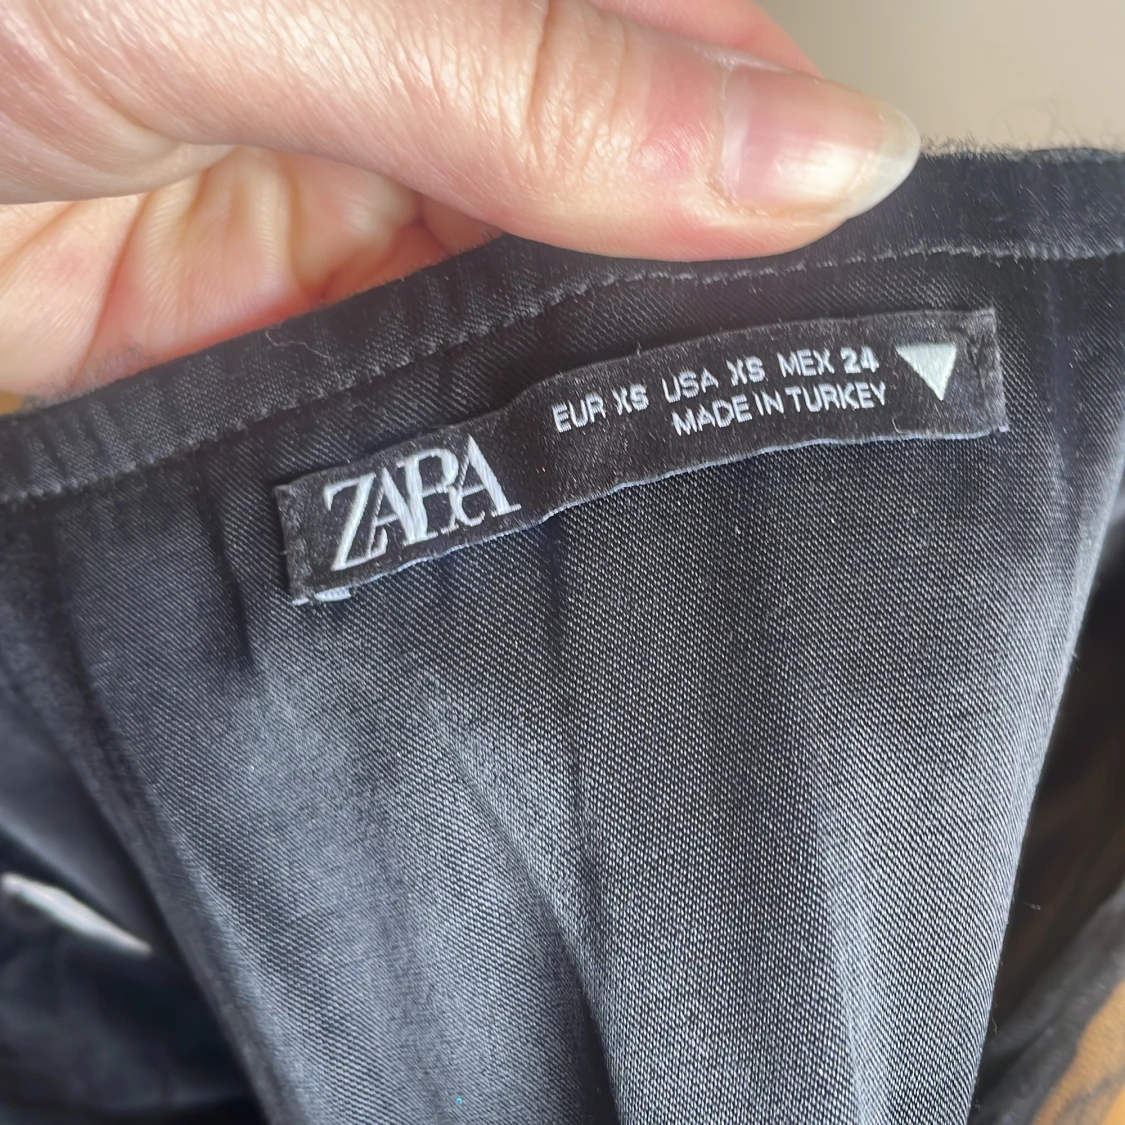 ZARA
EUR XS USA XS MEX 24
MADE IN TURKEY